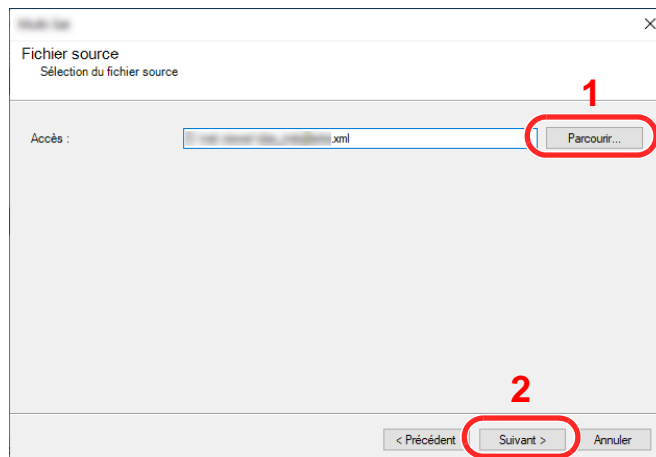 Fichier source
Sélection du fichier source
1
Accès :
.xml
Parcourir...
2
< Précédent
Suivant >
Annuler